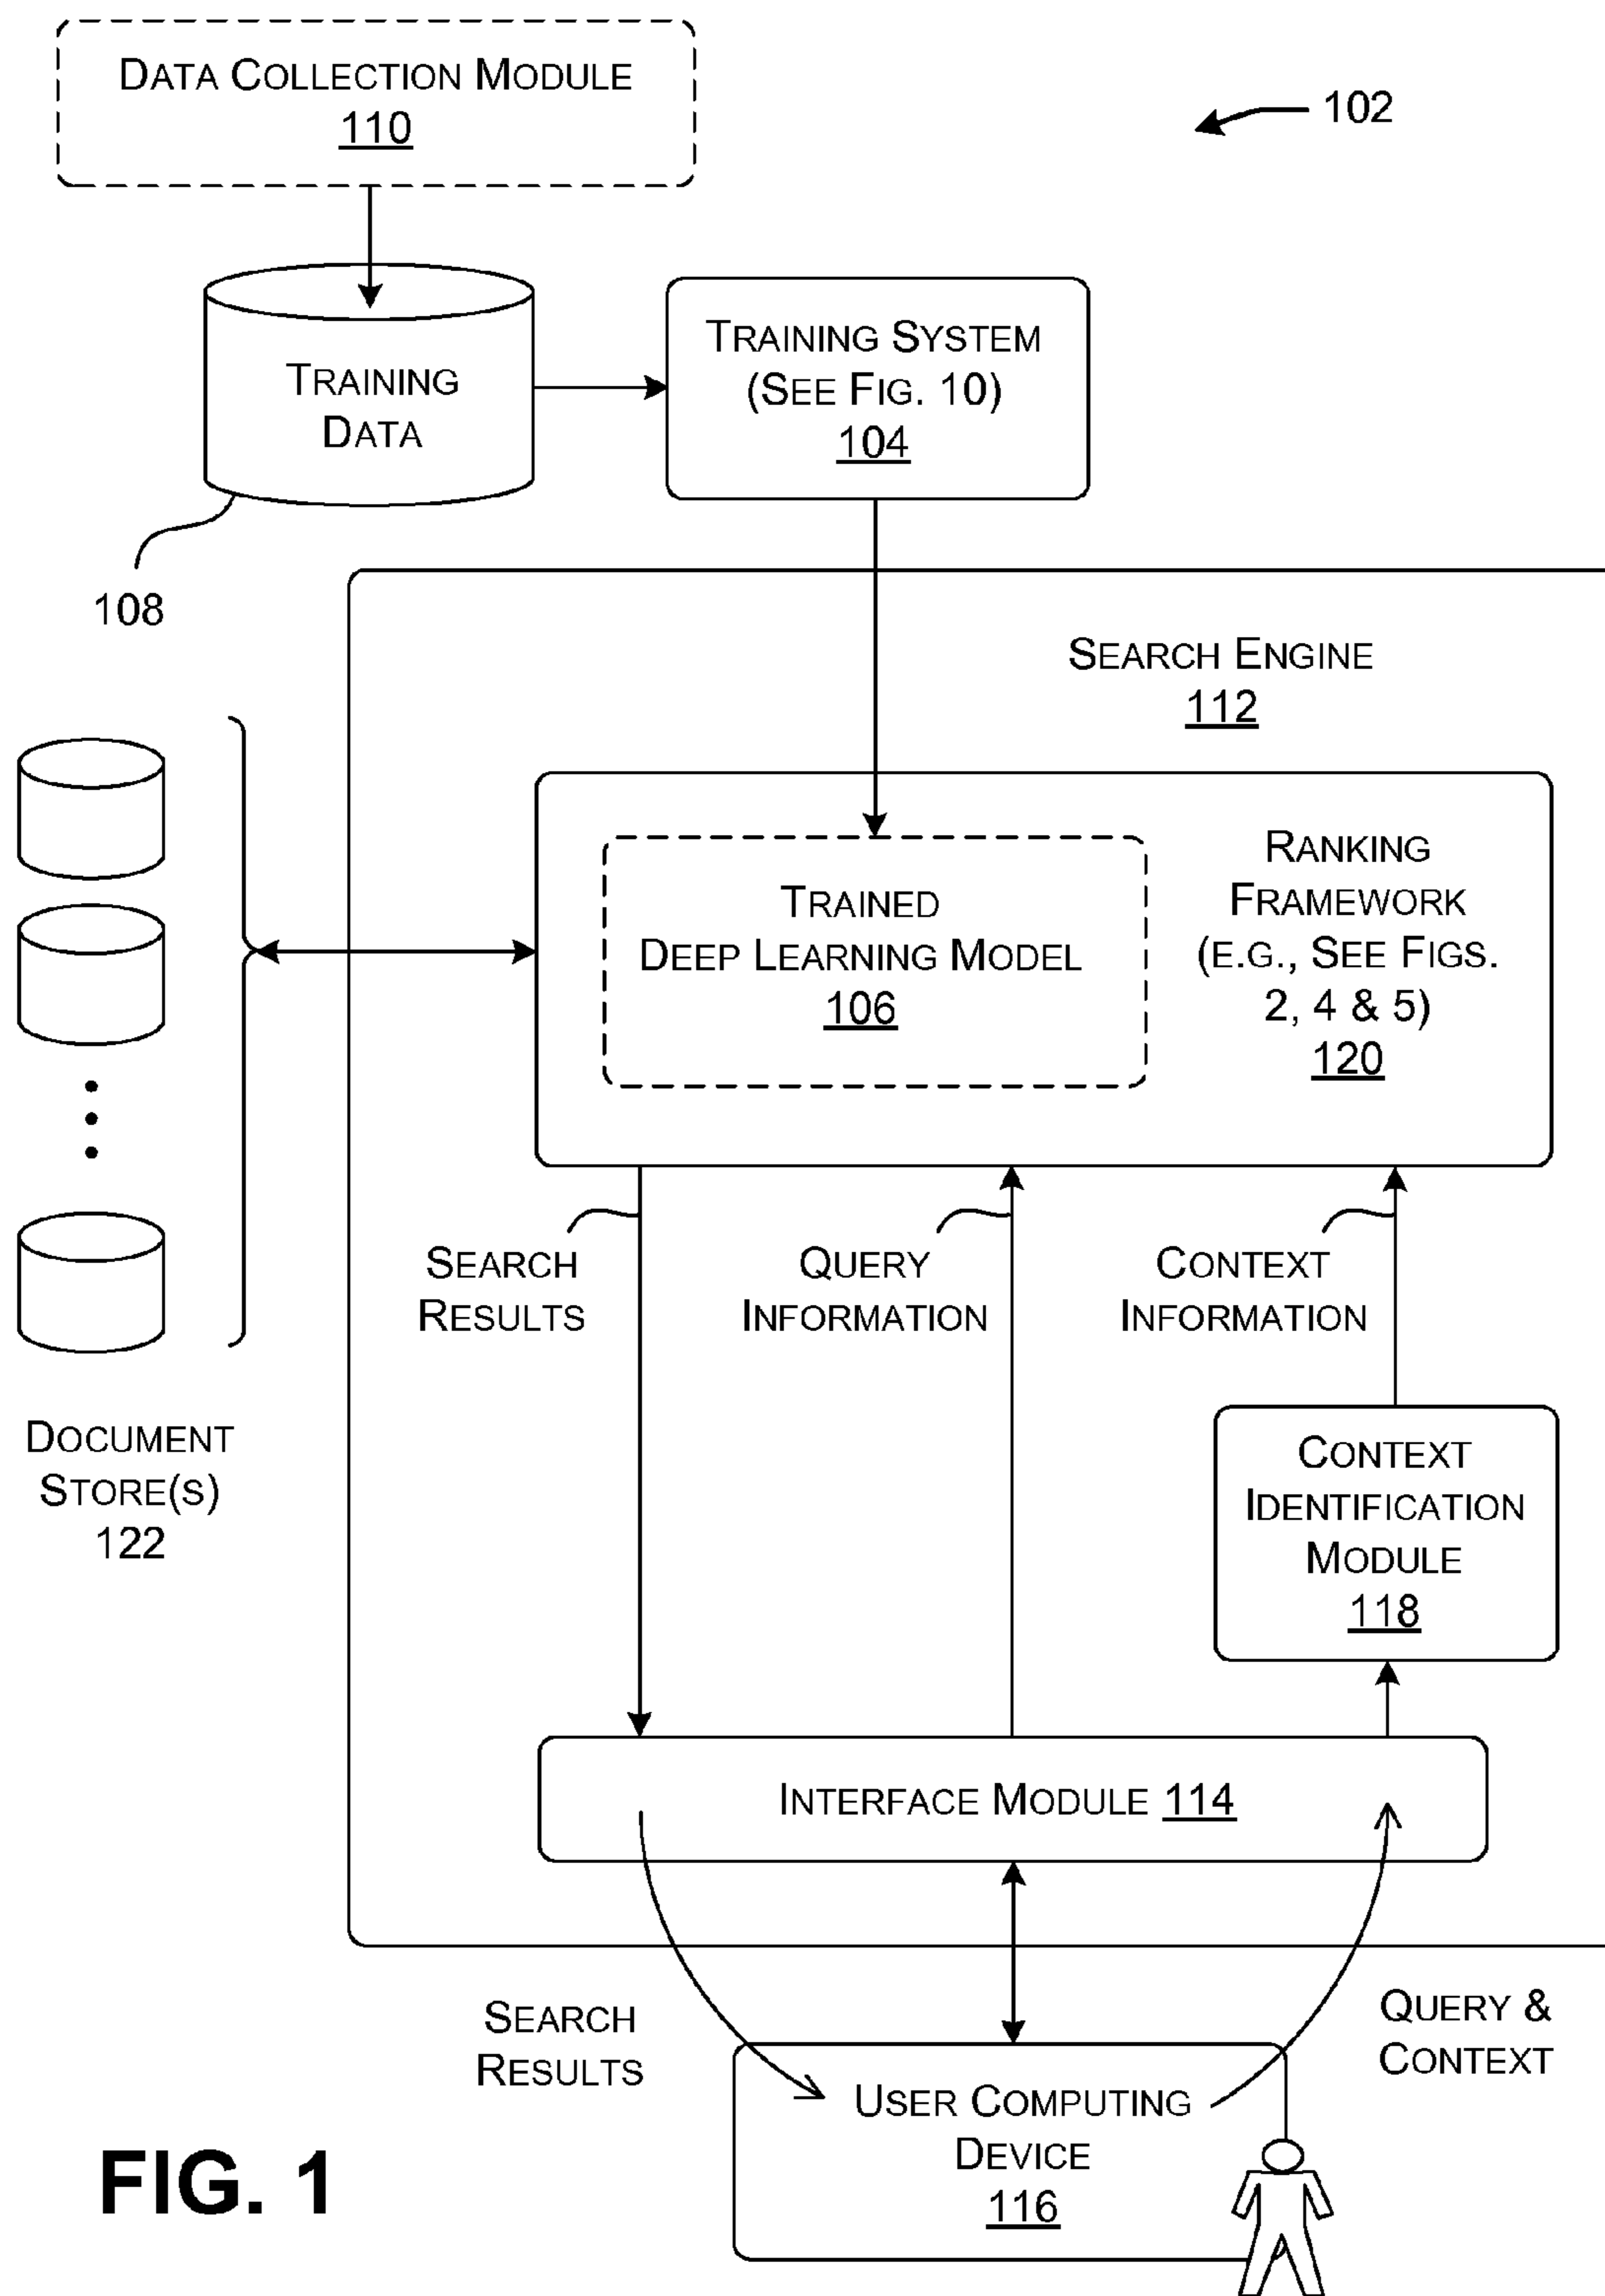 DATA COLLECTION MODULE
110
102
TRAINING
DATA
108
TRAINING SYSTEM
(SEE FIG. 10)
104
SEARCH ENGINE
112
TRAINED
DEEP LEARNING MODEL
106
RANKING
FRAMEWORK
(E.G., SEE FIGS.
2, 4 & 5)
120
SEARCH
RESULTS
QUERY
INFORMATION
CONTEXT
INFORMATION
DOCUMENT
STORE(S)
122
CONTEXT
IDENTIFICATION
MODULE
118
INTERFACE MODULE 114
SEARCH
RESULTS
QUERY &
CONTEXT
USER COMPUTING
DEVICE
116
FIG. 1